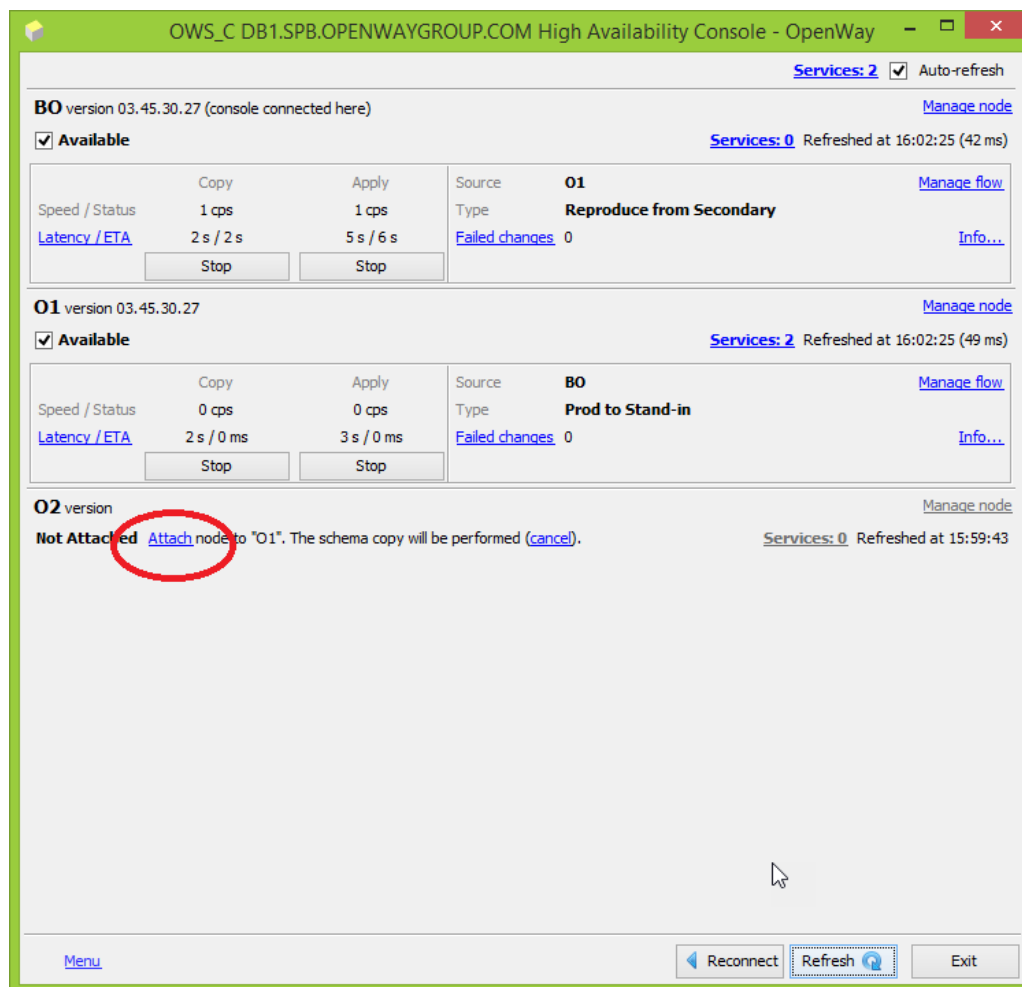 OWS_C DB1.SPB.OPENWAYGROUP.COM High Availability Console - OpenWay
Services: 2 Auto-refresh
BO version 03.45.30.27 (console connected here) Manage node
Available Services: 0 Refreshed at 16:02:25 (42 ms)
Copy Apply Source O1 Manage flow
Speed / Status 1 cps 1 cps Type Reproduce from Secondary
Latency / ETA 2 s / 2 s 5 s / 6 s Failed changes 0 Info...
Stop Stop
O1 version 03.45.30.27 Manage node
Available Services: 2 Refreshed at 16:02:25 (49 ms)
Copy Apply Source BO Manage flow
Speed / Status 0 cps 0 cps Type Prod to Stand-in
Latency / ETA 2 s / 0 ms 3 s / 0 ms Failed changes 0 Info...
Stop Stop
O2 version Manage node
Not Attached Attach node to "O1". The schema copy will be performed (cancel). Services: 0 Refreshed at 15:59:43
Menu Reconnect Refresh Exit